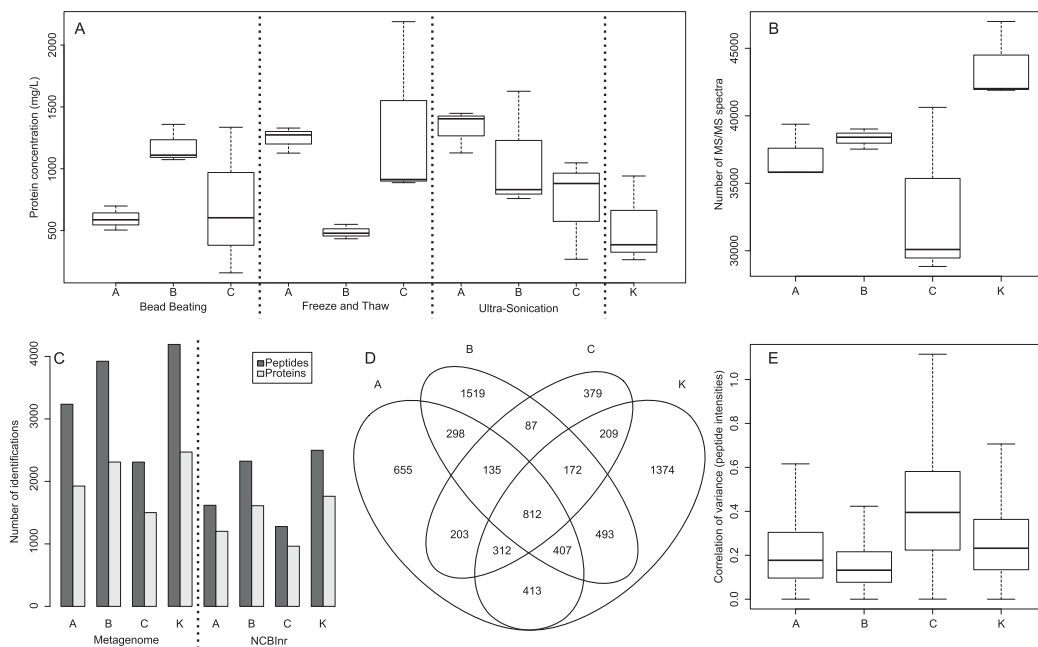 A
Protein concentration (mg/L)
2000
1500
1000
500
A B C A B C A B C K
Bead Beating Freeze and Thaw Ultra-Sonication
B
Number of MS/MS spectra
45000
40000
35000
30000
A B C K
C
Number of identifications
4000
3000
2000
1000
0
Peptides
Proteins
A B C K A B C K
Metagenome NCBInr
D
B C
A K
1519 379
298 87 209
655 135 172 1374
812
203 312 407 493
413
E
Correlation of variance (peptide intensities)
1.0
0.8
0.6
0.4
0.2
0.0
A B C K